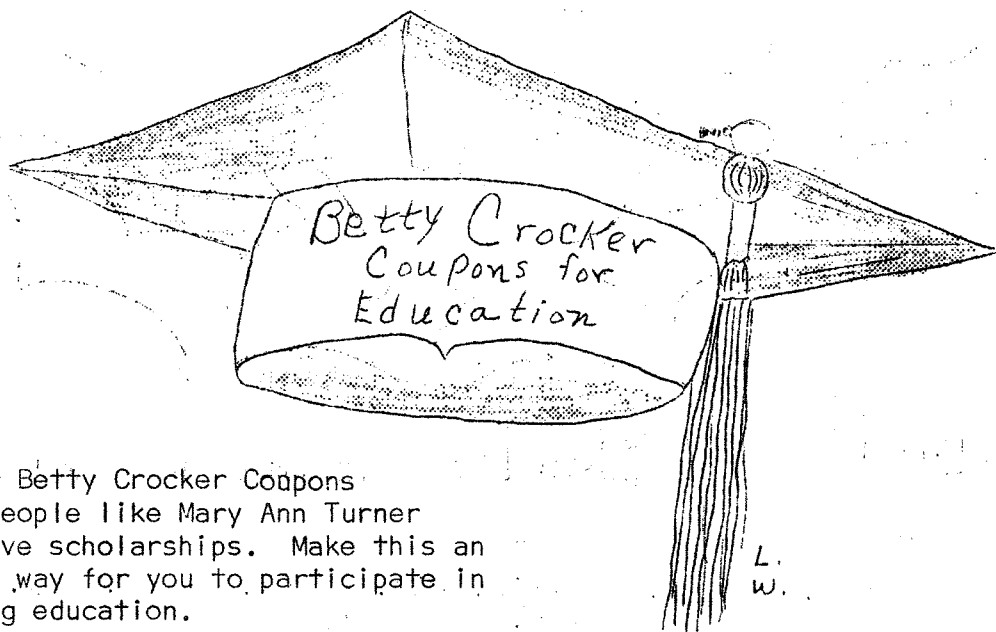 Betty Crocker
Coupons for
Education
Betty Crocker Coupons
eople like Mary Ann Turner
ve scholarships. Make this an
way for you to participate in
g education.
L.
W.